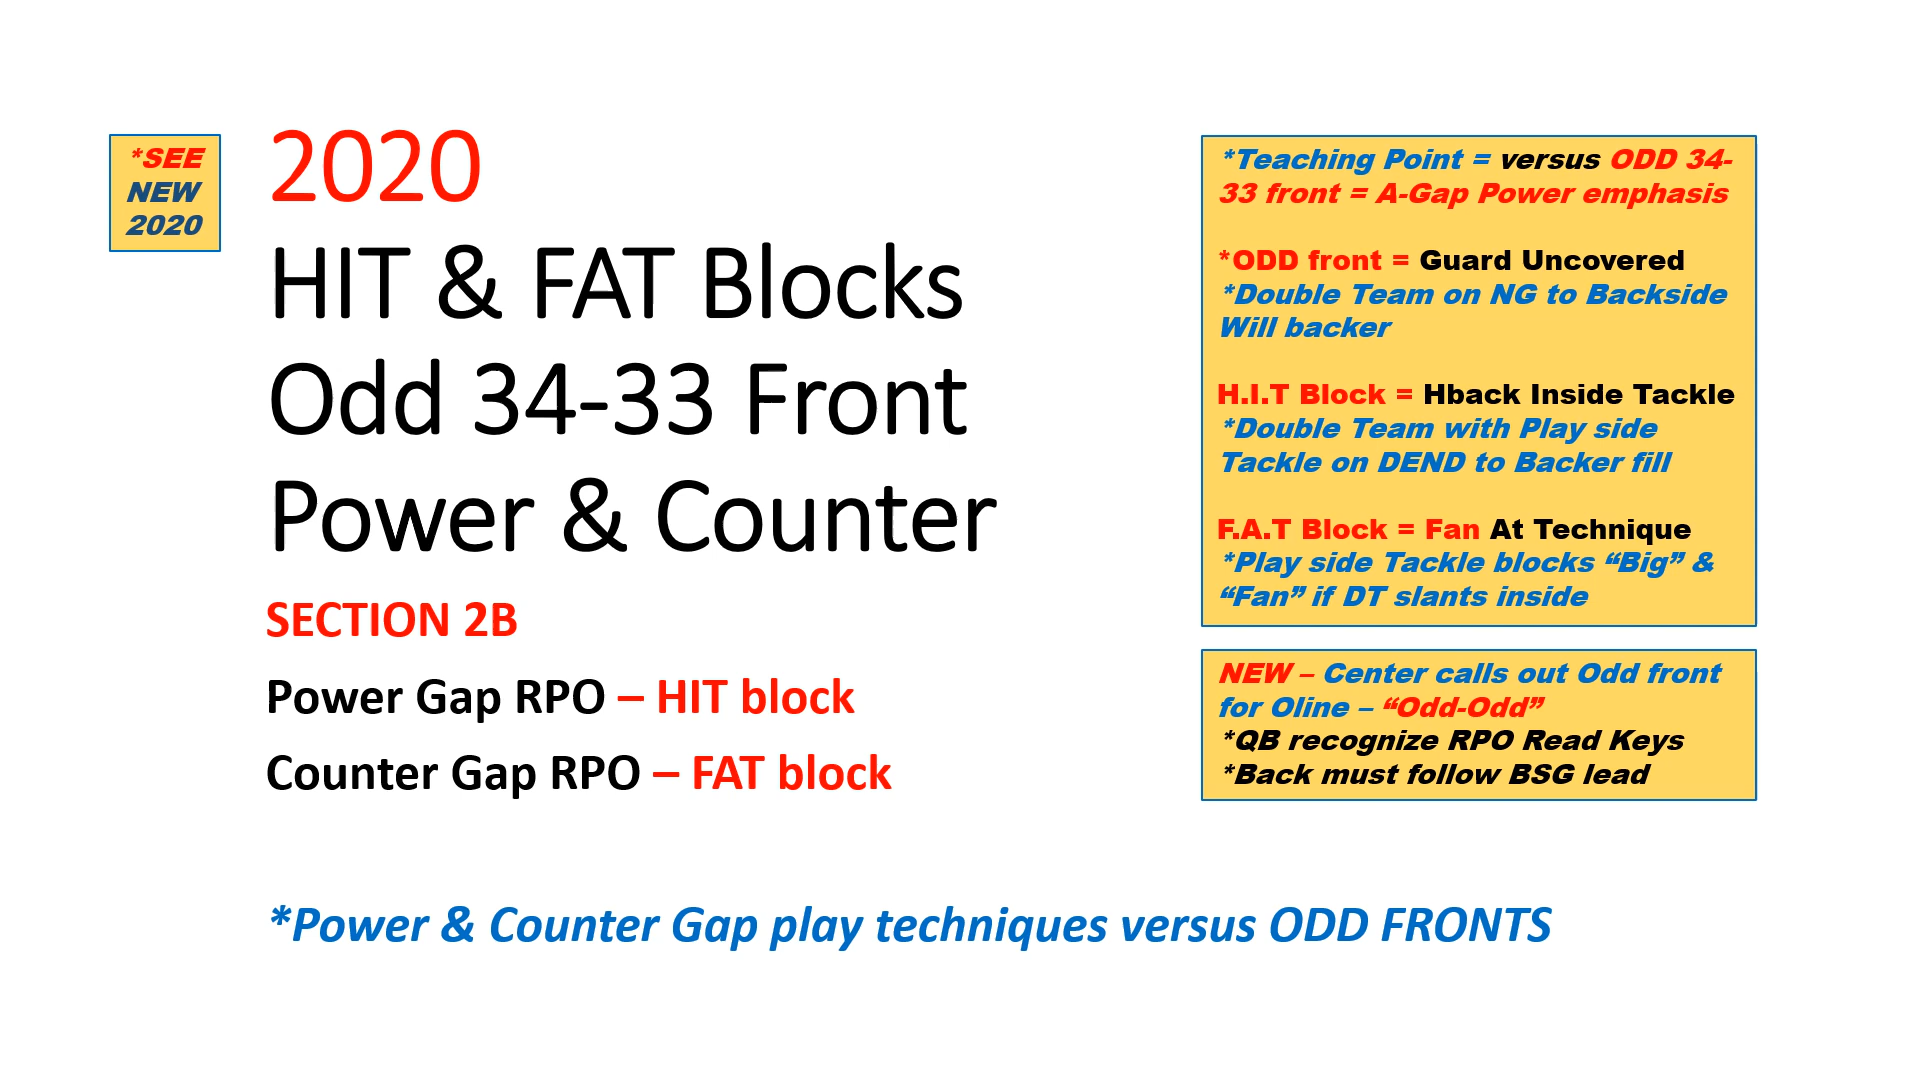 *SEE
NEW
2020
2020
HIT & FAT Blocks
Odd 34-33 Front
Power & Counter
SECTION 2B
Power Gap RPO – HIT block
Counter Gap RPO – FAT block
*Power & Counter Gap play techniques versus ODD FRONTS
*Teaching Point = versus ODD 34-
33 front = A-Gap Power emphasis
*ODD front = Guard Uncovered
*Double Team on NG to Backside
Will backer
H.I.T Block = Hback Inside Tackle
*Double Team with Play side
Tackle on DEND to Backer fill
F.A.T Block = Fan At Technique
*Play side Tackle blocks “Big” &
“Fan” if DT slants inside
NEW – Center calls out Odd front
for Oline – “Odd-Odd”
*QB recognize RPO Read Keys
*Back must follow BSG lead